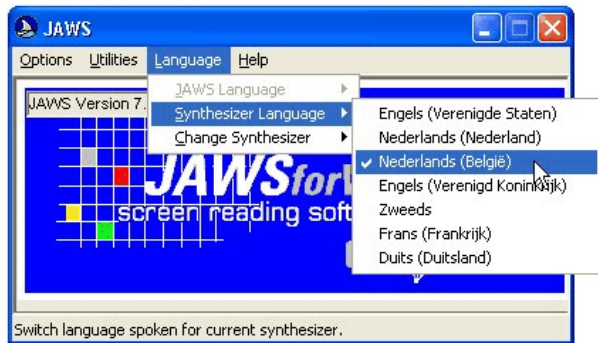 JAWS
Options Utilities Language Help
JAWS Language
JAWS Version 7.
Synthesizer Language
Change Synthesizer
Engels (Verenigde Staten)
Nederlands (Nederland)
Nederlands (België)
Engels (Verenigd Koninkrijk)
Zweeds
Frans (Frankrijk)
Duits (Duitsland)
JAWSforW
screen reading soft
Switch language spoken for current synthesizer.